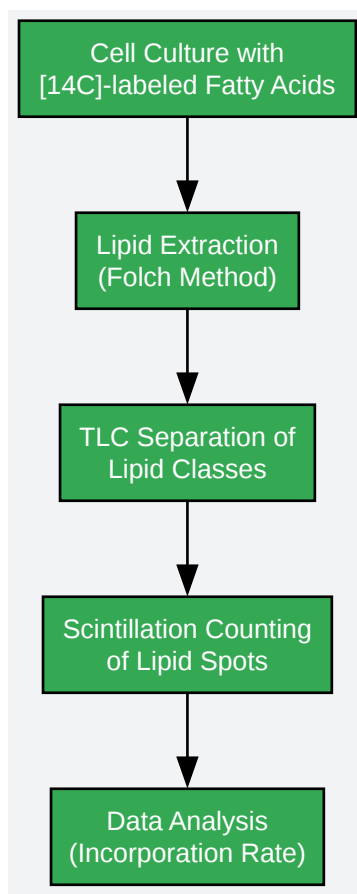 Cell Culture with
[14C]-labeled Fatty Acids
Lipid Extraction
(Folch Method)
TLC Separation of
Lipid Classes
Scintillation Counting
of Lipid Spots
Data Analysis
(Incorporation Rate)